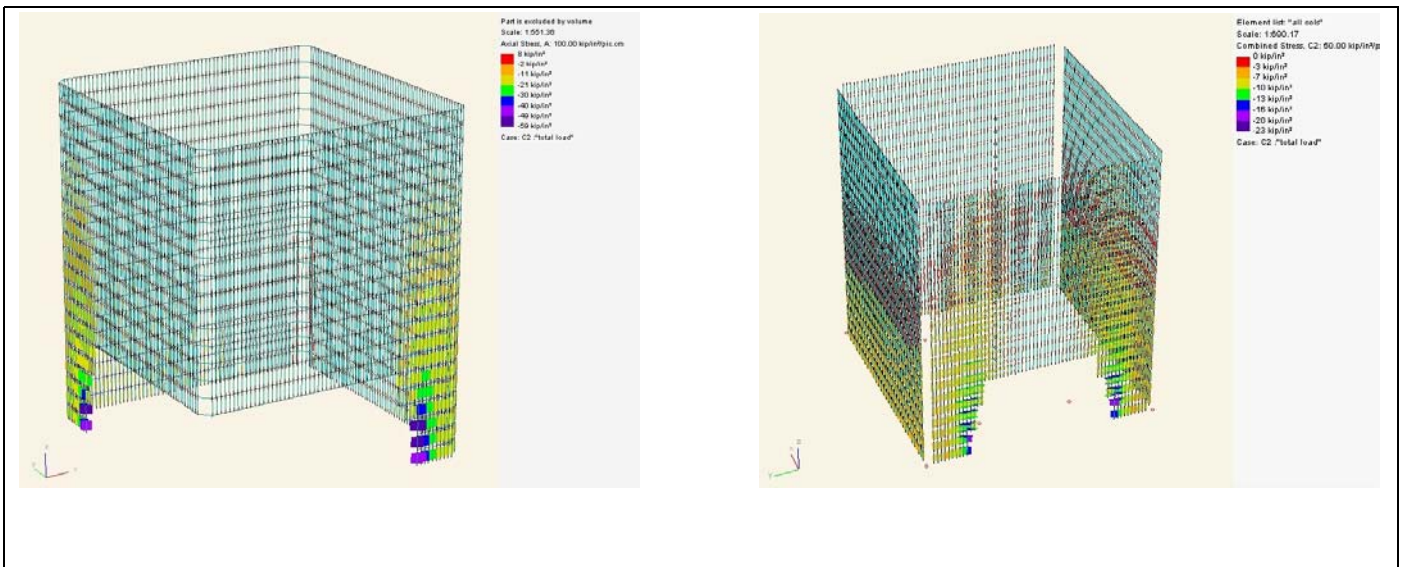 Part is excluded by volume
Scale: 1:551.36
Axial Stress, A: 100.00 kip/in²/pic.cm
0 kip/in²
-2 kip/in²
-11 kip/in²
-21 kip/in²
-30 kip/in²
-40 kip/in²
-49 kip/in²
-59 kip/in²
Case: C2 :"total load"
Element list: "all cols"
Scale: 1:690.17
Combined Stress, C2: 60.00 kip/in²/p
0 kip/in²
-3 kip/in²
-7 kip/in²
-10 kip/in²
-13 kip/in²
-16 kip/in²
-20 kip/in²
-23 kip/in²
Case: C2 :"total load"